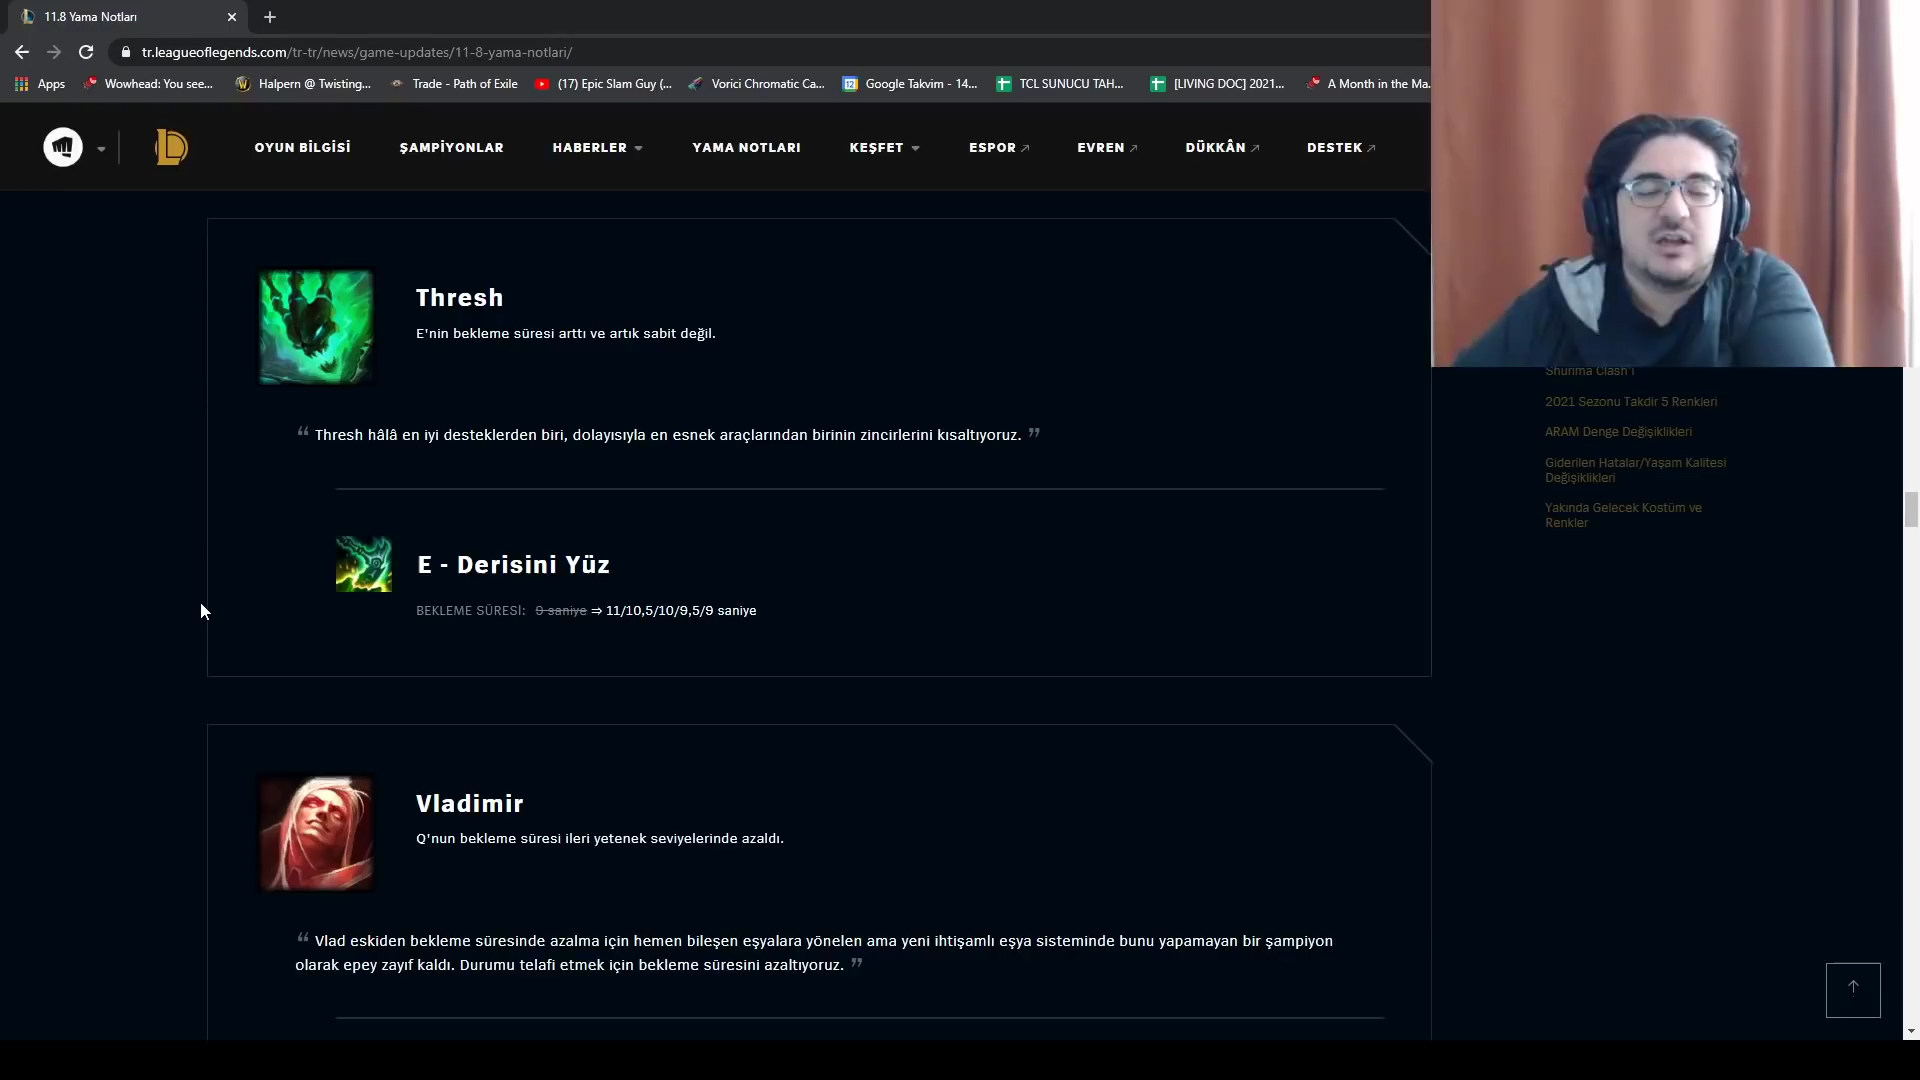 11.8 Yama Notları
tr.leagueoflegends.com/tr-tr/news/game-updates/11-8-yama-notlari/
Apps
Wowhead: You see...
Halpern @ Twisting...
Trade - Path of Exile
(17) Epic Slam Guy (...
Vorici Chromatic Ca...
Google Takvim - 14...
TCL SUNUCU TAH...
[LIVING DOC] 2021...
A Month in the Ma...
OYUN BİLGİSİ
ŞAMPİYONLAR
HABERLER
YAMA NOTLARI
KEŞFET
ESPOR
EVREN
DÜKKÂN
DESTEK
Thresh
E'nin bekleme süresi arttı ve artık sabit değil.
“ Thresh hâlâ en iyi desteklerden biri, dolayısıyla en esnek araçlarından birinin zincirlerini kısaltıyoruz. ”
E - Derisini Yüz
BEKLEME SÜRESİ: 9 saniye ⇒ 11/10,5/10/9,5/9 saniye
Vladimir
Q'nun bekleme süresi ileri yetenek seviyelerinde azaldı.
“ Vlad eskiden bekleme süresinde azalma için hemen bileşen eşyalara yönelen ama yeni ihtişamlı eşya sisteminde bunu yapamayan bir şampiyon
olarak epey zayıf kaldı. Durumu telafi etmek için bekleme süresini azaltıyoruz. ”
Shurima Clash'i
2021 Sezonu Takdir 5 Renkleri
ARAM Denge Değişiklikleri
Giderilen Hatalar/Yaşam Kalitesi
Değişiklikleri
Yakında Gelecek Kostüm ve
Renkler